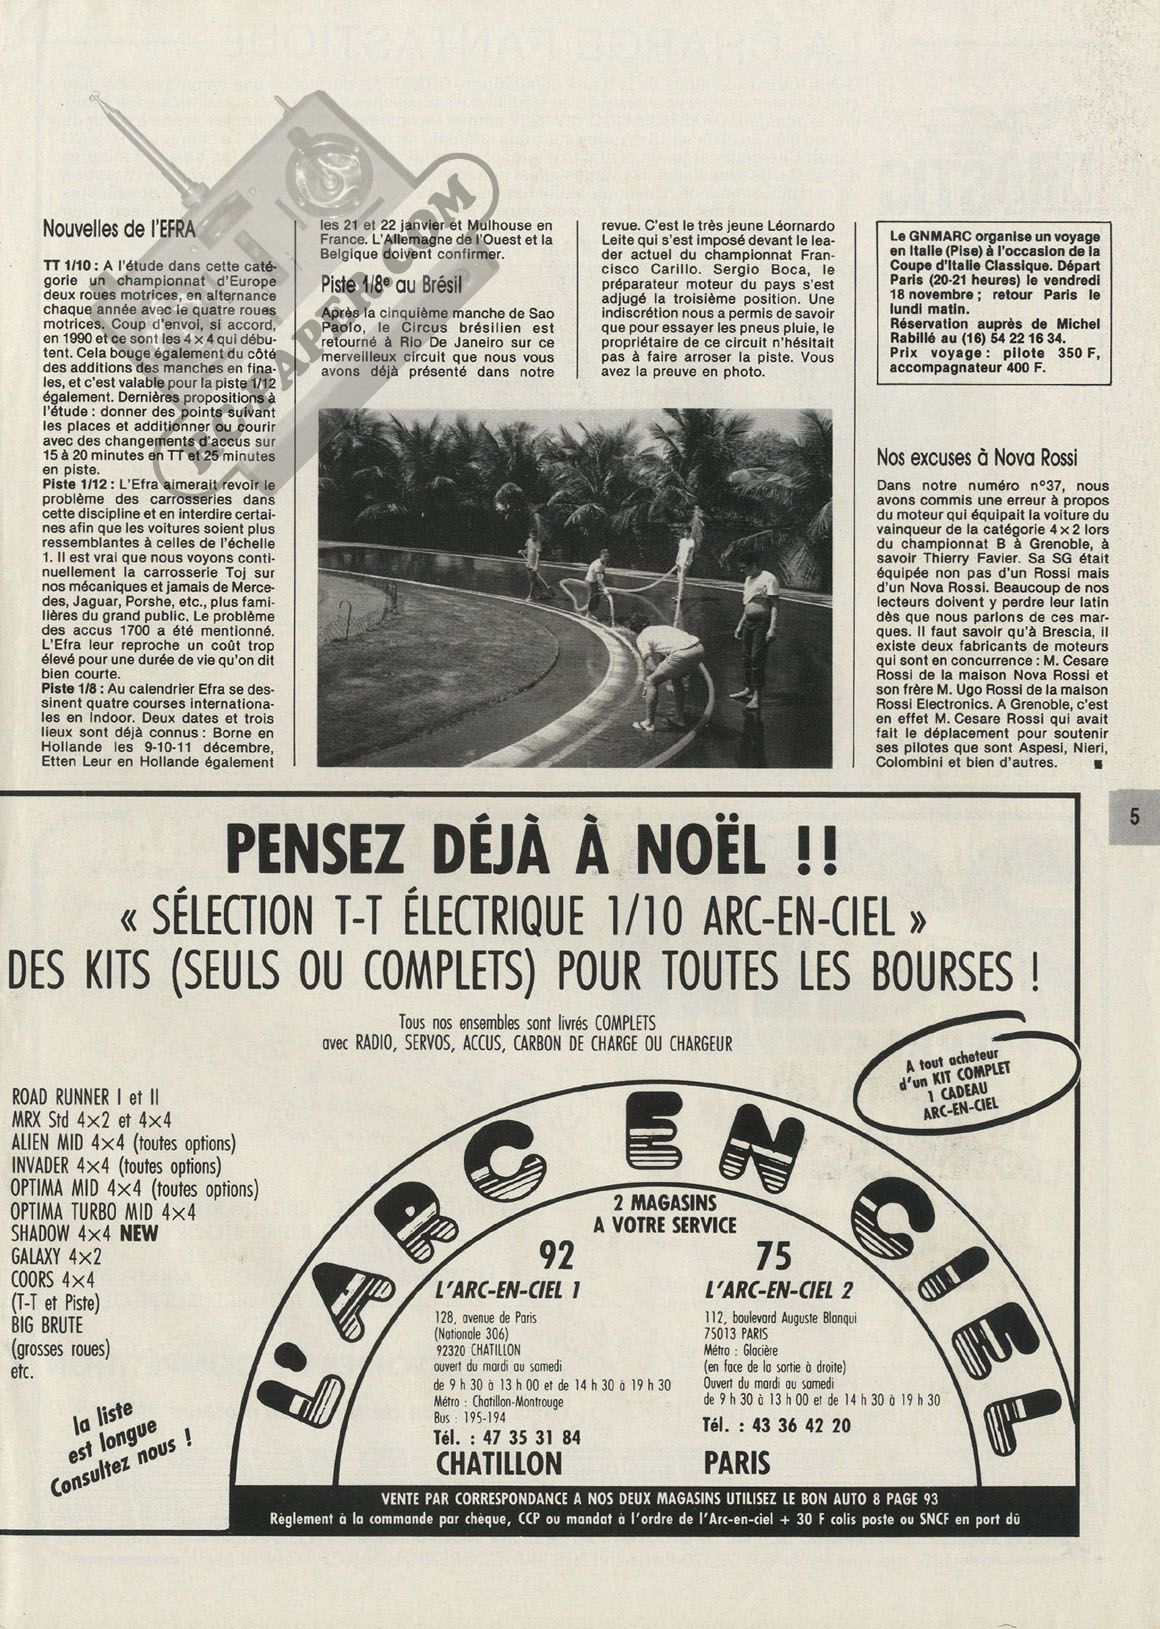 Nouvelles de l'EFRA
TT 1/10 : A l'étude dans cette caté-
gorie un championnat d'Europe
deux roues motrices, en alternance
chaque année avec le quatre roues
motrices. Coup d'envoi, si accord,
en 1990 et ce sont les 4 x 4 qui débu-
tent. Cela bouge également du côté
des additions des manches en fina-
les, et c'est valable pour la piste 1/12
également. Dernières propositions à
l'étude : donner des points suivant
les places et additionner ou courir
avec des changements d'accus sur
15 à 20 minutes en TT et 25 minutes
en piste.
Piste 1/12 : L'Efra aimerait revoir le
problème des carrosseries dans
cette discipline et en interdire certai-
nes afin que les voitures soient plus
ressemblantes à celles de l'échelle
1. Il est vrai que nous voyons conti-
nuellement la carrosserie Toj sur
nos mécaniques et jamais de Merce-
des, Jaguar, Porshe, etc., plus fami-
lières du grand public. Le problème
des accus 1700 a été mentionné.
L'Efra leur reproche un coût trop
élevé pour une durée de vie qu'on dit
bien courte.
Piste 1/8 : Au calendrier Efra se des-
sinent quatre courses internationa-
les en Indoor. Deux dates et trois
lieux sont déjà connus : Borne en
Hollande les 9-10-11 décembre,
Etten Leur en Hollande également
les 21 et 22 janvier et Mulhouse en
France. L'Allemagne de l'Ouest et la
Belgique doivent confirmer.
Piste 1/8e au Brésil
Après la cinquième manche de Sao
Paolo, le Circus brésilien est
retourné à Rio De Janeiro sur ce
merveilleux circuit que nous vous
avons déjà présenté dans notre
revue. C'est le très jeune Léornardo
Leite qui s'est imposé devant le lea-
der actuel du championnat Fran-
cisco Carillo. Sergio Boca, le
préparateur moteur du pays s'est
adjugé la troisième position. Une
indiscrétion nous a permis de savoir
que pour essayer les pneus pluie, le
propriétaire de ce circuit n'hésitait
pas à faire arroser la piste. Vous
avez la preuve en photo.
Le GNMARC organise un voyage
en Italie (Pise) à l'occasion de la
Coupe d'Italie Classique. Départ
Paris (20-21 heures) le vendredi
18 novembre ; retour Paris le
lundi matin.
Réservation auprès de Michel
Rabillé au (16) 54 22 16 34.
Prix voyage : pilote 350 F,
accompagnateur 400 F.
Nos excuses à Nova Rossi
Dans notre numéro n°37, nous
avons commis une erreur à propos
du moteur qui équipait la voiture du
vainqueur de la catégorie 4 x 2 lors
du championnat B à Grenoble, à
savoir Thierry Favier. Sa SG était
équipée non pas d'un Rossi mais
d'un Nova Rossi. Beaucoup de nos
lecteurs doivent y perdre leur latin
dès que nous parlons de ces mar-
ques. Il faut savoir qu'à Brescia, il
existe deux fabricants de moteurs
qui sont en concurrence : M. Cesare
Rossi de la maison Nova Rossi et
son frère M. Ugo Rossi de la maison
Rossi Electronics. A Grenoble, c'est
en effet M. Cesare Rossi qui avait
fait le déplacement pour soutenir
ses pilotes que sont Aspesi, Nieri,
Colombini et bien d'autres.
RC-PAPER.COM
5
PENSEZ DÉJÀ À NOËL !!
« SÉLECTION T-T ÉLECTRIQUE 1/10 ARC-EN-CIEL »
DES KITS (SEULS OU COMPLETS) POUR TOUTES LES BOURSES !
Tous nos ensembles sont livrés COMPLETS
avec RADIO, SERVOS, ACCUS, CARBON DE CHARGE OU CHARGEUR
A tout acheteur
d'un KIT COMPLET
1 CADEAU
ARC-EN-CIEL
ROAD RUNNER I et II
MRX Std 4×2 et 4×4
ALIEN MID 4×4 (toutes options)
INVADER 4×4 (toutes options)
OPTIMA MID 4×4 (toutes options)
OPTIMA TURBO MID 4×4
SHADOW 4×4 NEW
GALAXY 4×2
COORS 4×4
(T-T et Piste)
BIG BRUTE
(grosses roues)
etc.
la liste
est longue
Consultez nous !
L'ARC EN CIEL
2 MAGASINS
A VOTRE SERVICE
92
L'ARC-EN-CIEL 1
128, avenue de Paris
(Nationale 306)
92320 CHATILLON
ouvert du mardi au samedi
de 9 h 30 à 13 h 00 et de 14 h 30 à 19 h 30
Métro : Chatillon-Montrouge
Bus : 195-194
Tél. : 47 35 31 84
CHATILLON
75
L'ARC-EN-CIEL 2
112, boulevard Auguste Blanqui
75013 PARIS
Métro : Glacière
(en face de la sortie à droite)
Ouvert du mardi au samedi
de 9 h 30 à 13 h 00 et de 14 h 30 à 19 h 30
Tél. : 43 36 42 20
PARIS
VENTE PAR CORRESPONDANCE A NOS DEUX MAGASINS UTILISEZ LE BON AUTO 8 PAGE 93
Règlement à la commande par chèque, CCP ou mandat à l'ordre de l'Arc-en-ciel + 30 F colis poste ou SNCF en port dû